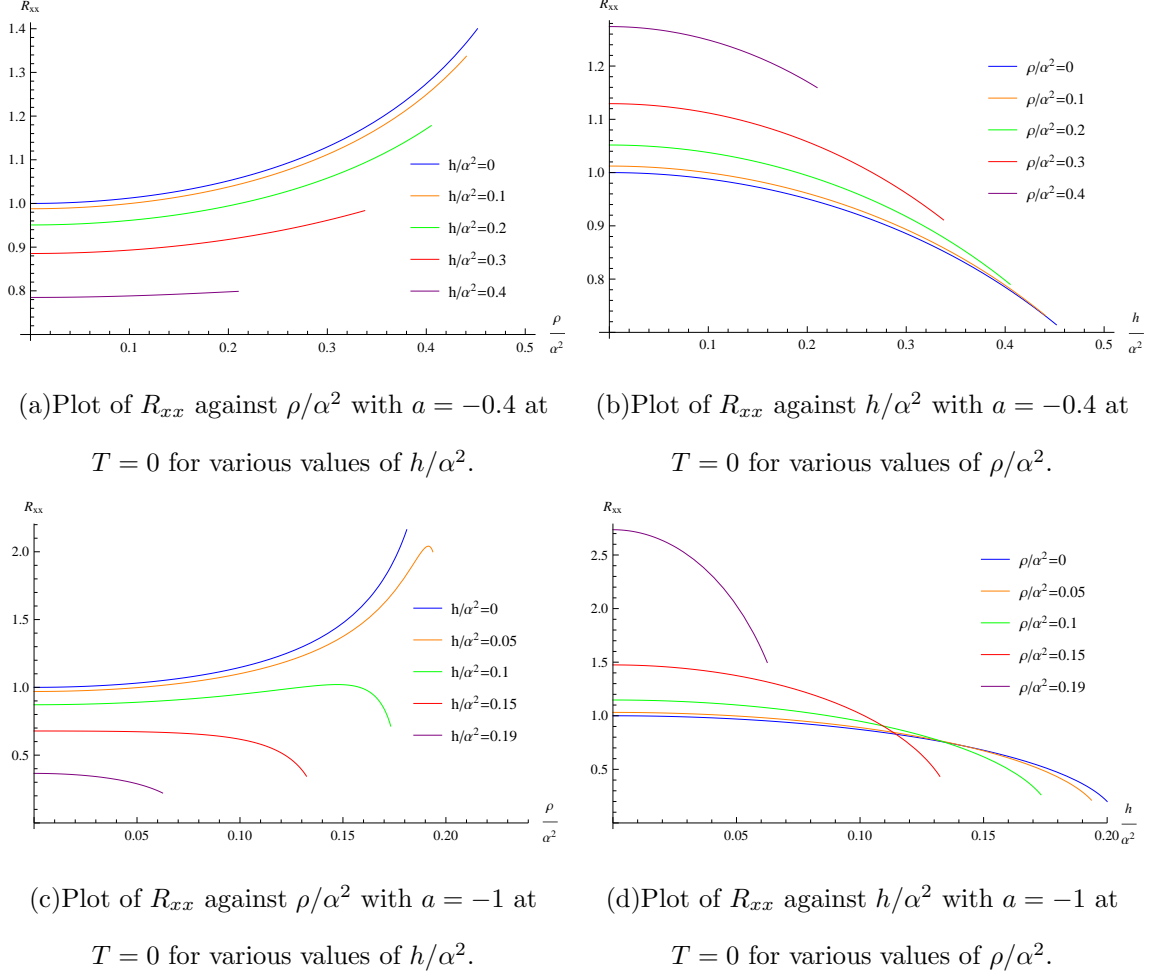 R_xx
1.4
1.3
1.2
1.1
1.0
0.9
0.8
0.1 0.2 0.3 0.4 0.5
ρ/α²
h/α²=0
h/α²=0.1
h/α²=0.2
h/α²=0.3
h/α²=0.4
R_xx
1.2
1.1
1.0
0.9
0.8
0.1 0.2 0.3 0.4 0.5
h/α²
ρ/α²=0
ρ/α²=0.1
ρ/α²=0.2
ρ/α²=0.3
ρ/α²=0.4
(a)Plot of R_xx against ρ/α² with a = −0.4 at
T = 0 for various values of h/α².
(b)Plot of R_xx against h/α² with a = −0.4 at
T = 0 for various values of ρ/α².
R_xx
2.0
1.5
1.0
0.5
0.05 0.10 0.15 0.20
ρ/α²
h/α²=0
h/α²=0.05
h/α²=0.1
h/α²=0.15
h/α²=0.19
R_xx
2.5
2.0
1.5
1.0
0.5
0.05 0.10 0.15 0.20
h/α²
ρ/α²=0
ρ/α²=0.05
ρ/α²=0.1
ρ/α²=0.15
ρ/α²=0.19
(c)Plot of R_xx against ρ/α² with a = −1 at
T = 0 for various values of h/α².
(d)Plot of R_xx against h/α² with a = −1 at
T = 0 for various values of ρ/α².